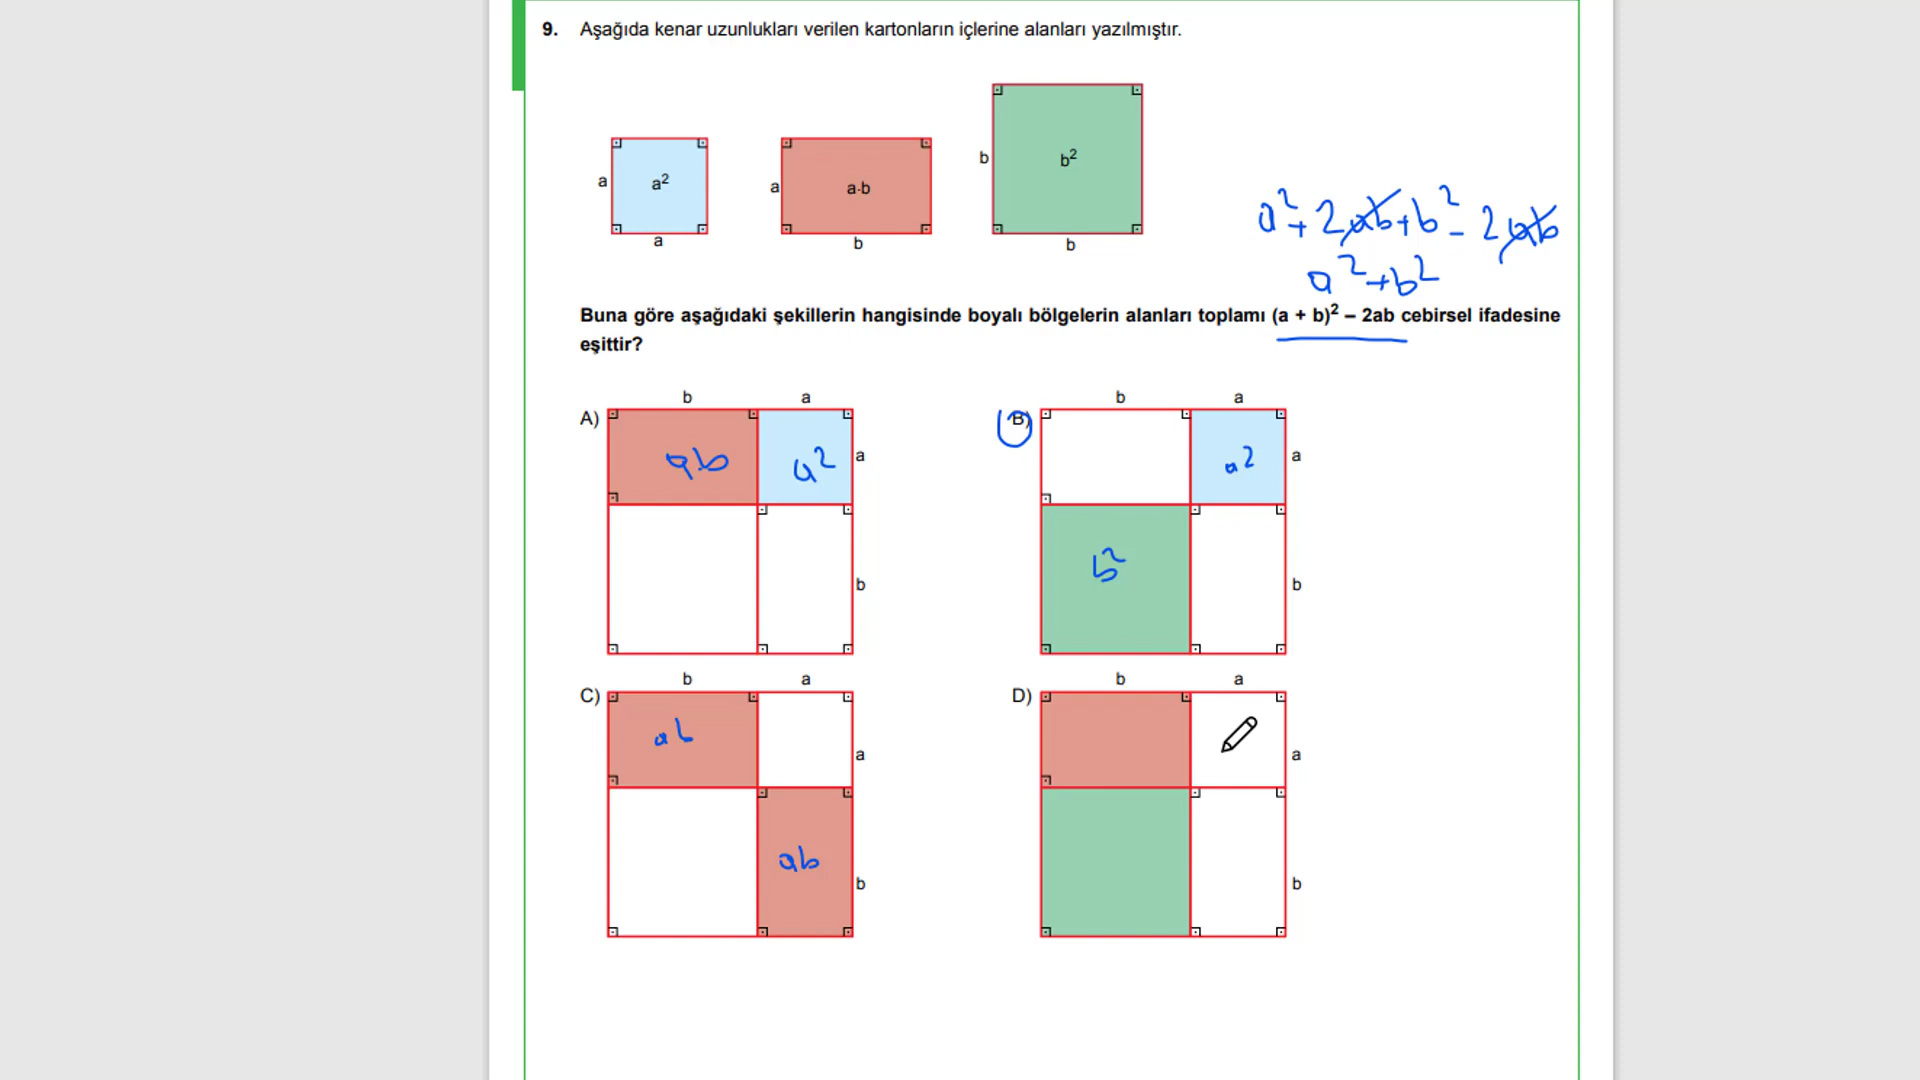 9. Aşağıda kenar uzunlukları verilen kartonların içlerine alanları yazılmıştır.
a a² a
a a·b b
b b² b
a²+2ab+b²-2ab
a²+b²
Buna göre aşağıdaki şekillerin hangisinde boyalı bölgelerin alanları toplamı (a + b)² – 2ab cebirsel ifadesine
eşittir?
A) b a
ab a² a
b
B) b a
a² a
b² b
C) b a
ab a
ab b
D) b a
a
b